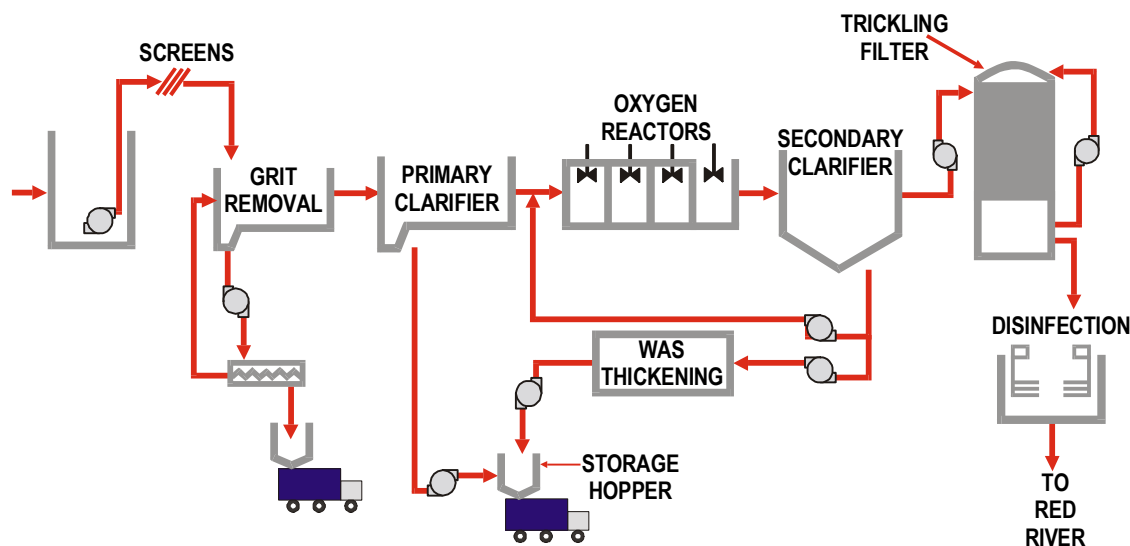 SCREENS
GRIT
REMOVAL
PRIMARY
CLARIFIER
OXYGEN
REACTORS
SECONDARY
CLARIFIER
TRICKLING
FILTER
WAS
THICKENING
STORAGE
HOPPER
DISINFECTION
TO
RED
RIVER